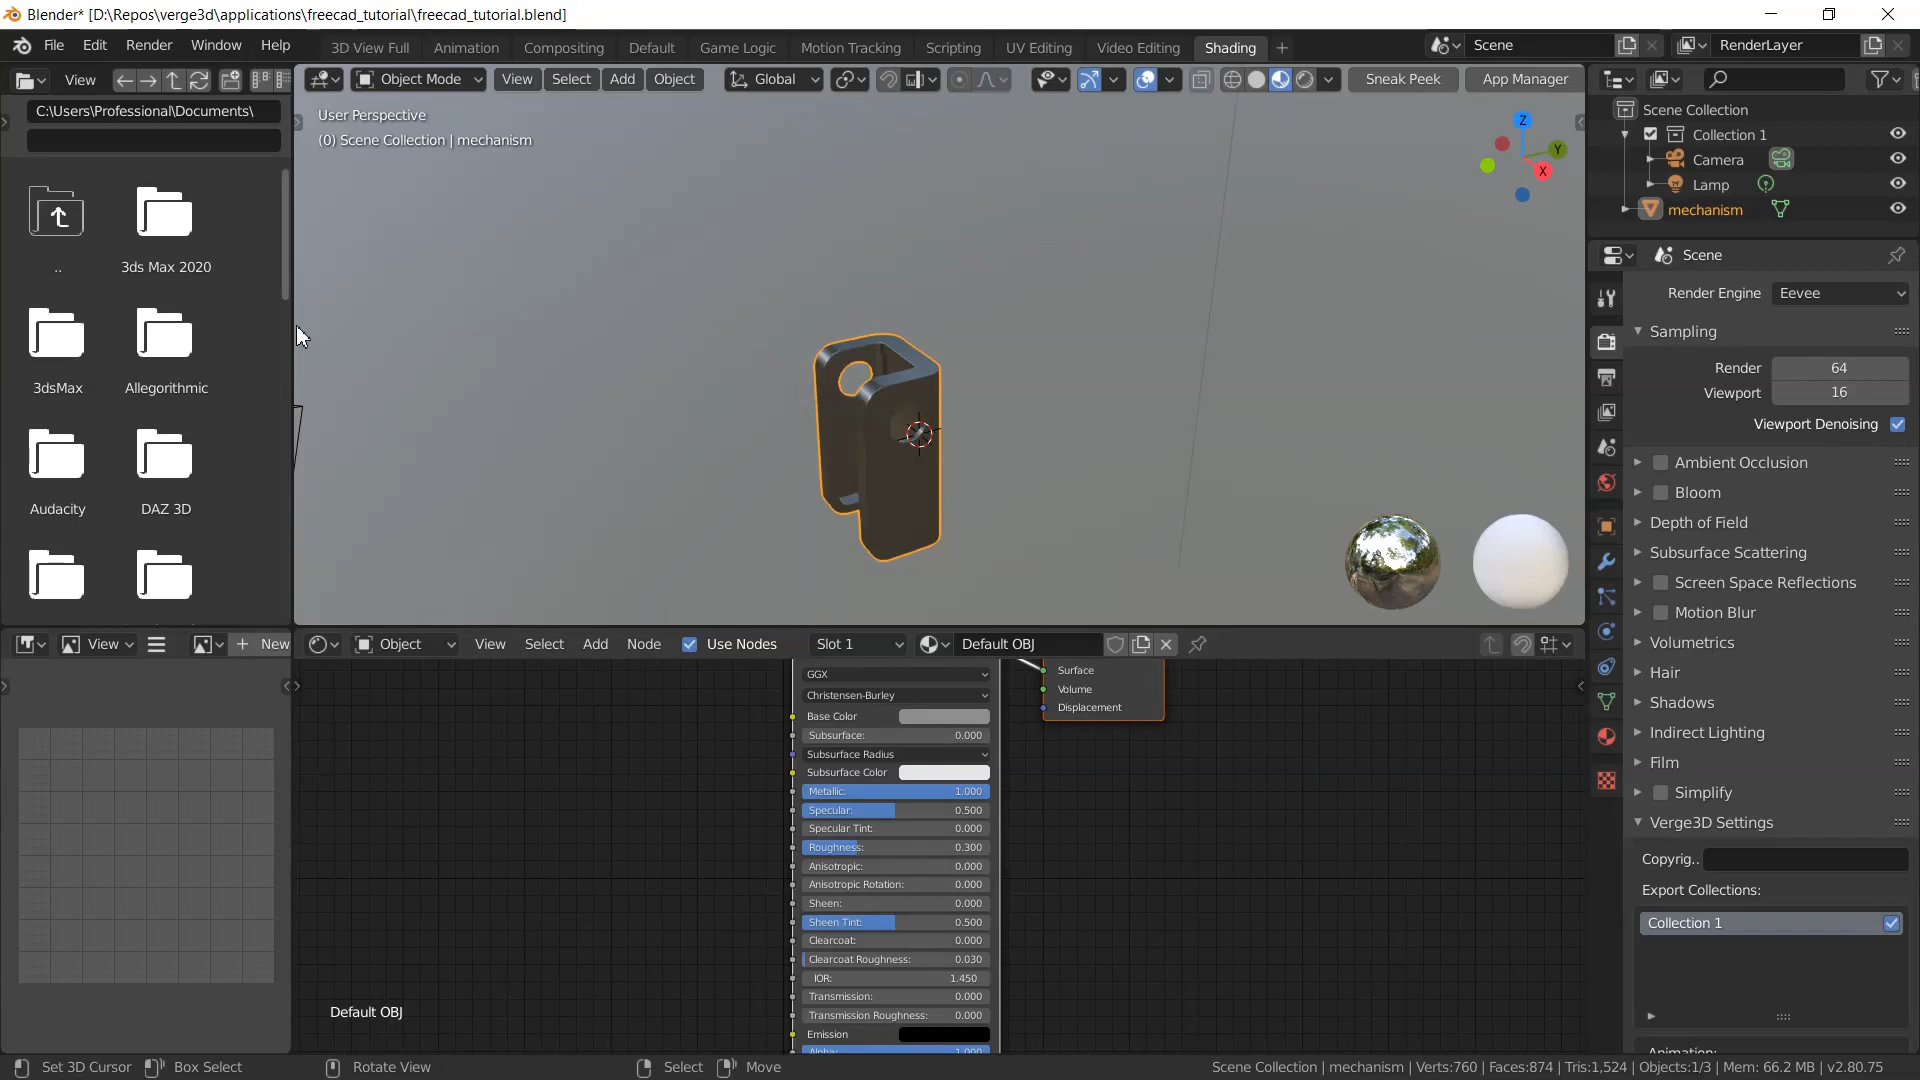 Blender* [D:\Repos\verge3d\applications\freecad_tutorial\freecad_tutorial.blend]
File Edit Render Window Help 3D View Full Animation Compositing Default Game Logic Motion Tracking Scripting UV Editing Video Editing Shading + Scene RenderLayer
View Object Mode View Select Add Object Global Sneak Peek App Manager
C:\Users\Professional\Documents\
User Perspective
(0) Scene Collection | mechanism
Z
Y
X
..
3ds Max 2020
3dsMax
Allegorithmic
Audacity
DAZ 3D
Scene Collection
Collection 1
Camera
Lamp
mechanism
Scene
Render Engine Eevee
Sampling
Render 64
Viewport 16
Viewport Denoising
Ambient Occlusion
Bloom
Depth of Field
Subsurface Scattering
Screen Space Reflections
Motion Blur
Volumetrics
Hair
Shadows
Indirect Lighting
Film
Simplify
Verge3D Settings
Copyrig..
Export Collections:
Collection 1
View New Object View Select Add Node Use Nodes Slot 1 Default OBJ
GGX
Christensen-Burley
Base Color
Subsurface: 0.000
Subsurface Radius
Subsurface Color
Metallic: 1.000
Specular: 0.500
Specular Tint: 0.000
Roughness: 0.300
Anisotropic: 0.000
Anisotropic Rotation: 0.000
Sheen: 0.000
Sheen Tint: 0.500
Clearcoat: 0.000
Clearcoat Roughness: 0.030
IOR: 1.450
Transmission: 0.000
Transmission Roughness: 0.000
Emission
Alpha: 1.000
Surface
Volume
Displacement
Default OBJ
Animation:
Set 3D Cursor Box Select Rotate View Select Move Scene Collection | mechanism | Verts:760 | Faces:874 | Tris:1,524 | Objects:1/3 | Mem: 66.2 MB | v2.80.75